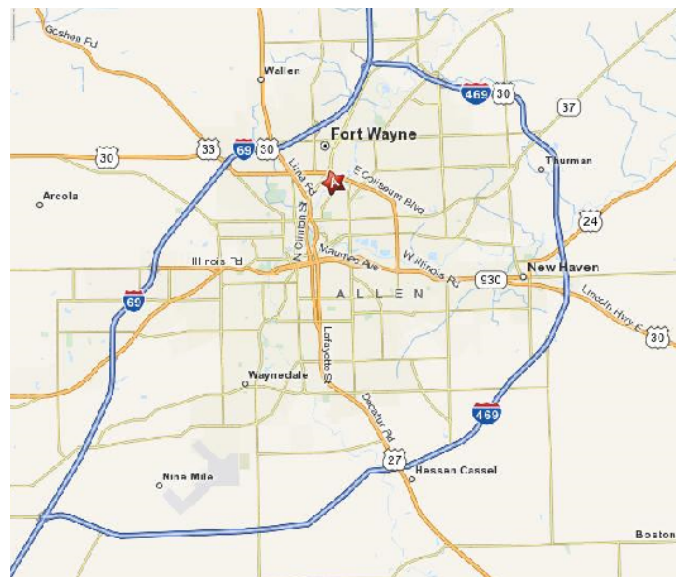 Goshen Rd
Wallen
469
30
37
Fort Wayne
33
69
30
30
Thurman
Lima Rd
E Coliseum Blvd
Arcola
N Clinton St
24
Maumee Ave
Illinois Rd
W Illinois Rd
930
New Haven
69
ALLEN
Lincoln Hwy E
30
Lafayette St
Waynedale
Decatur Rd
469
27
Nine Mile
Hessen Cassel
Boston